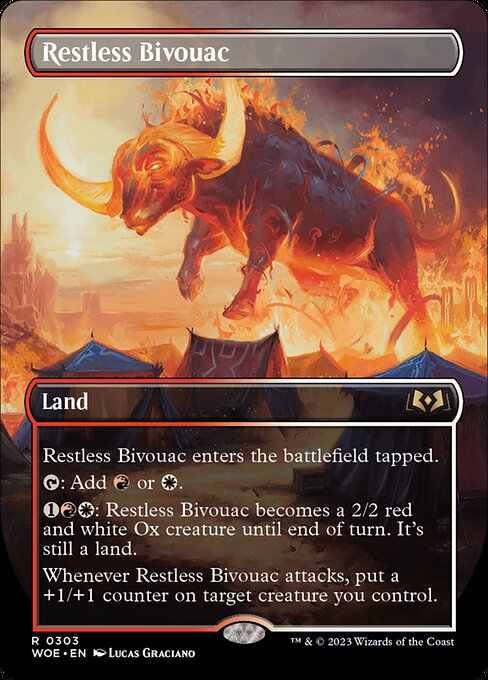 Restless Bivouac
Land
Restless Bivouac enters the battlefield tapped.
: Add or .
1: Restless Bivouac becomes a 2/2 red
and white Ox creature until end of turn. It's
still a land.
Whenever Restless Bivouac attacks, put a
+1/+1 counter on target creature you control.
R 0303
WOE • EN Lucas Graciano
™ & © 2023 Wizards of the Coast